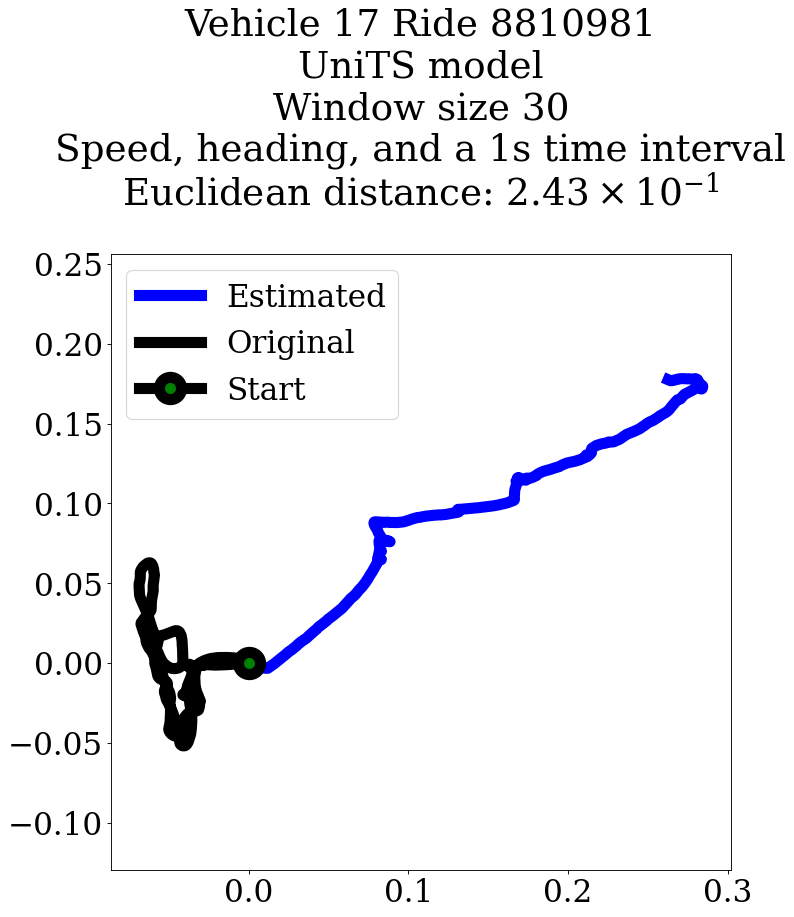 Vehicle 17 Ride 8810981
UniTS model
Window size 30
Speed, heading, and a 1s time interval
Euclidean distance: 2.43 × 10⁻¹
Estimated
Original
Start
0.25
0.20
0.15
0.10
0.05
0.00
−0.05
−0.10
0.0 0.1 0.2 0.3